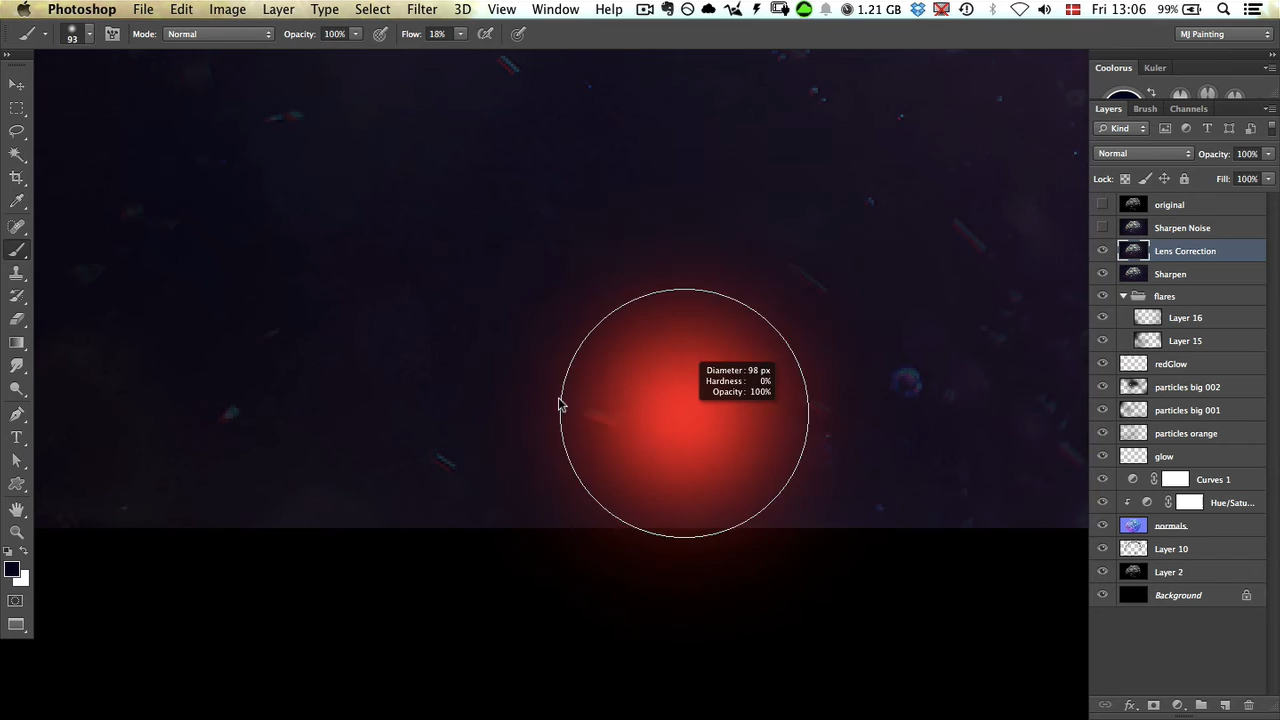 Photoshop File Edit Image Layer Type Select Filter 3D View Window Help 1.21 GB Fri 13:06 99%
93 Mode: Normal Opacity: 100% Flow: 18% MJ Painting
Coolorus Kuler
Layers Brush Channels
Kind
Normal Opacity: 100%
Lock: Fill: 100%
original
Sharpen Noise
Lens Correction
Sharpen
flares
Layer 16
Layer 15
redGlow
particles big 002
particles big 001
particles orange
glow
Curves 1
Hue/Satu...
normals
Layer 10
Layer 2
Background
Diameter: 98 px
Hardness: 0%
Opacity: 100%